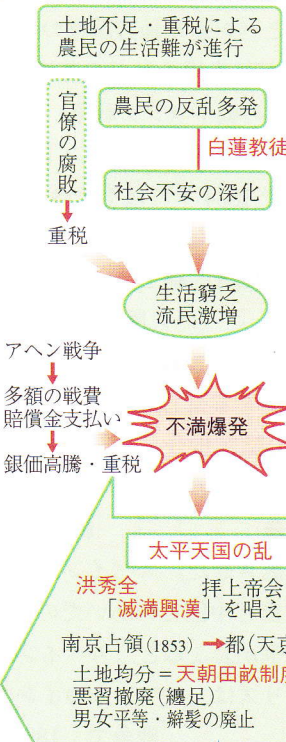 土地不足・重税による
農民の生活難が進行
官僚の腐敗
農民の反乱多発
白蓮教徒
社会不安の深化
重税
生活窮乏
流民激増
アヘン戦争
多額の戦費
賠償金支払い
不満爆発
銀価高騰・重税
太平天国の乱
洪秀全 拝上帝会
「滅満興漢」を唱え
南京占領(1853) 都(天京
土地均分=天朝田畝制
悪習撤廃(纏足)
男女平等・辮髪の廃止